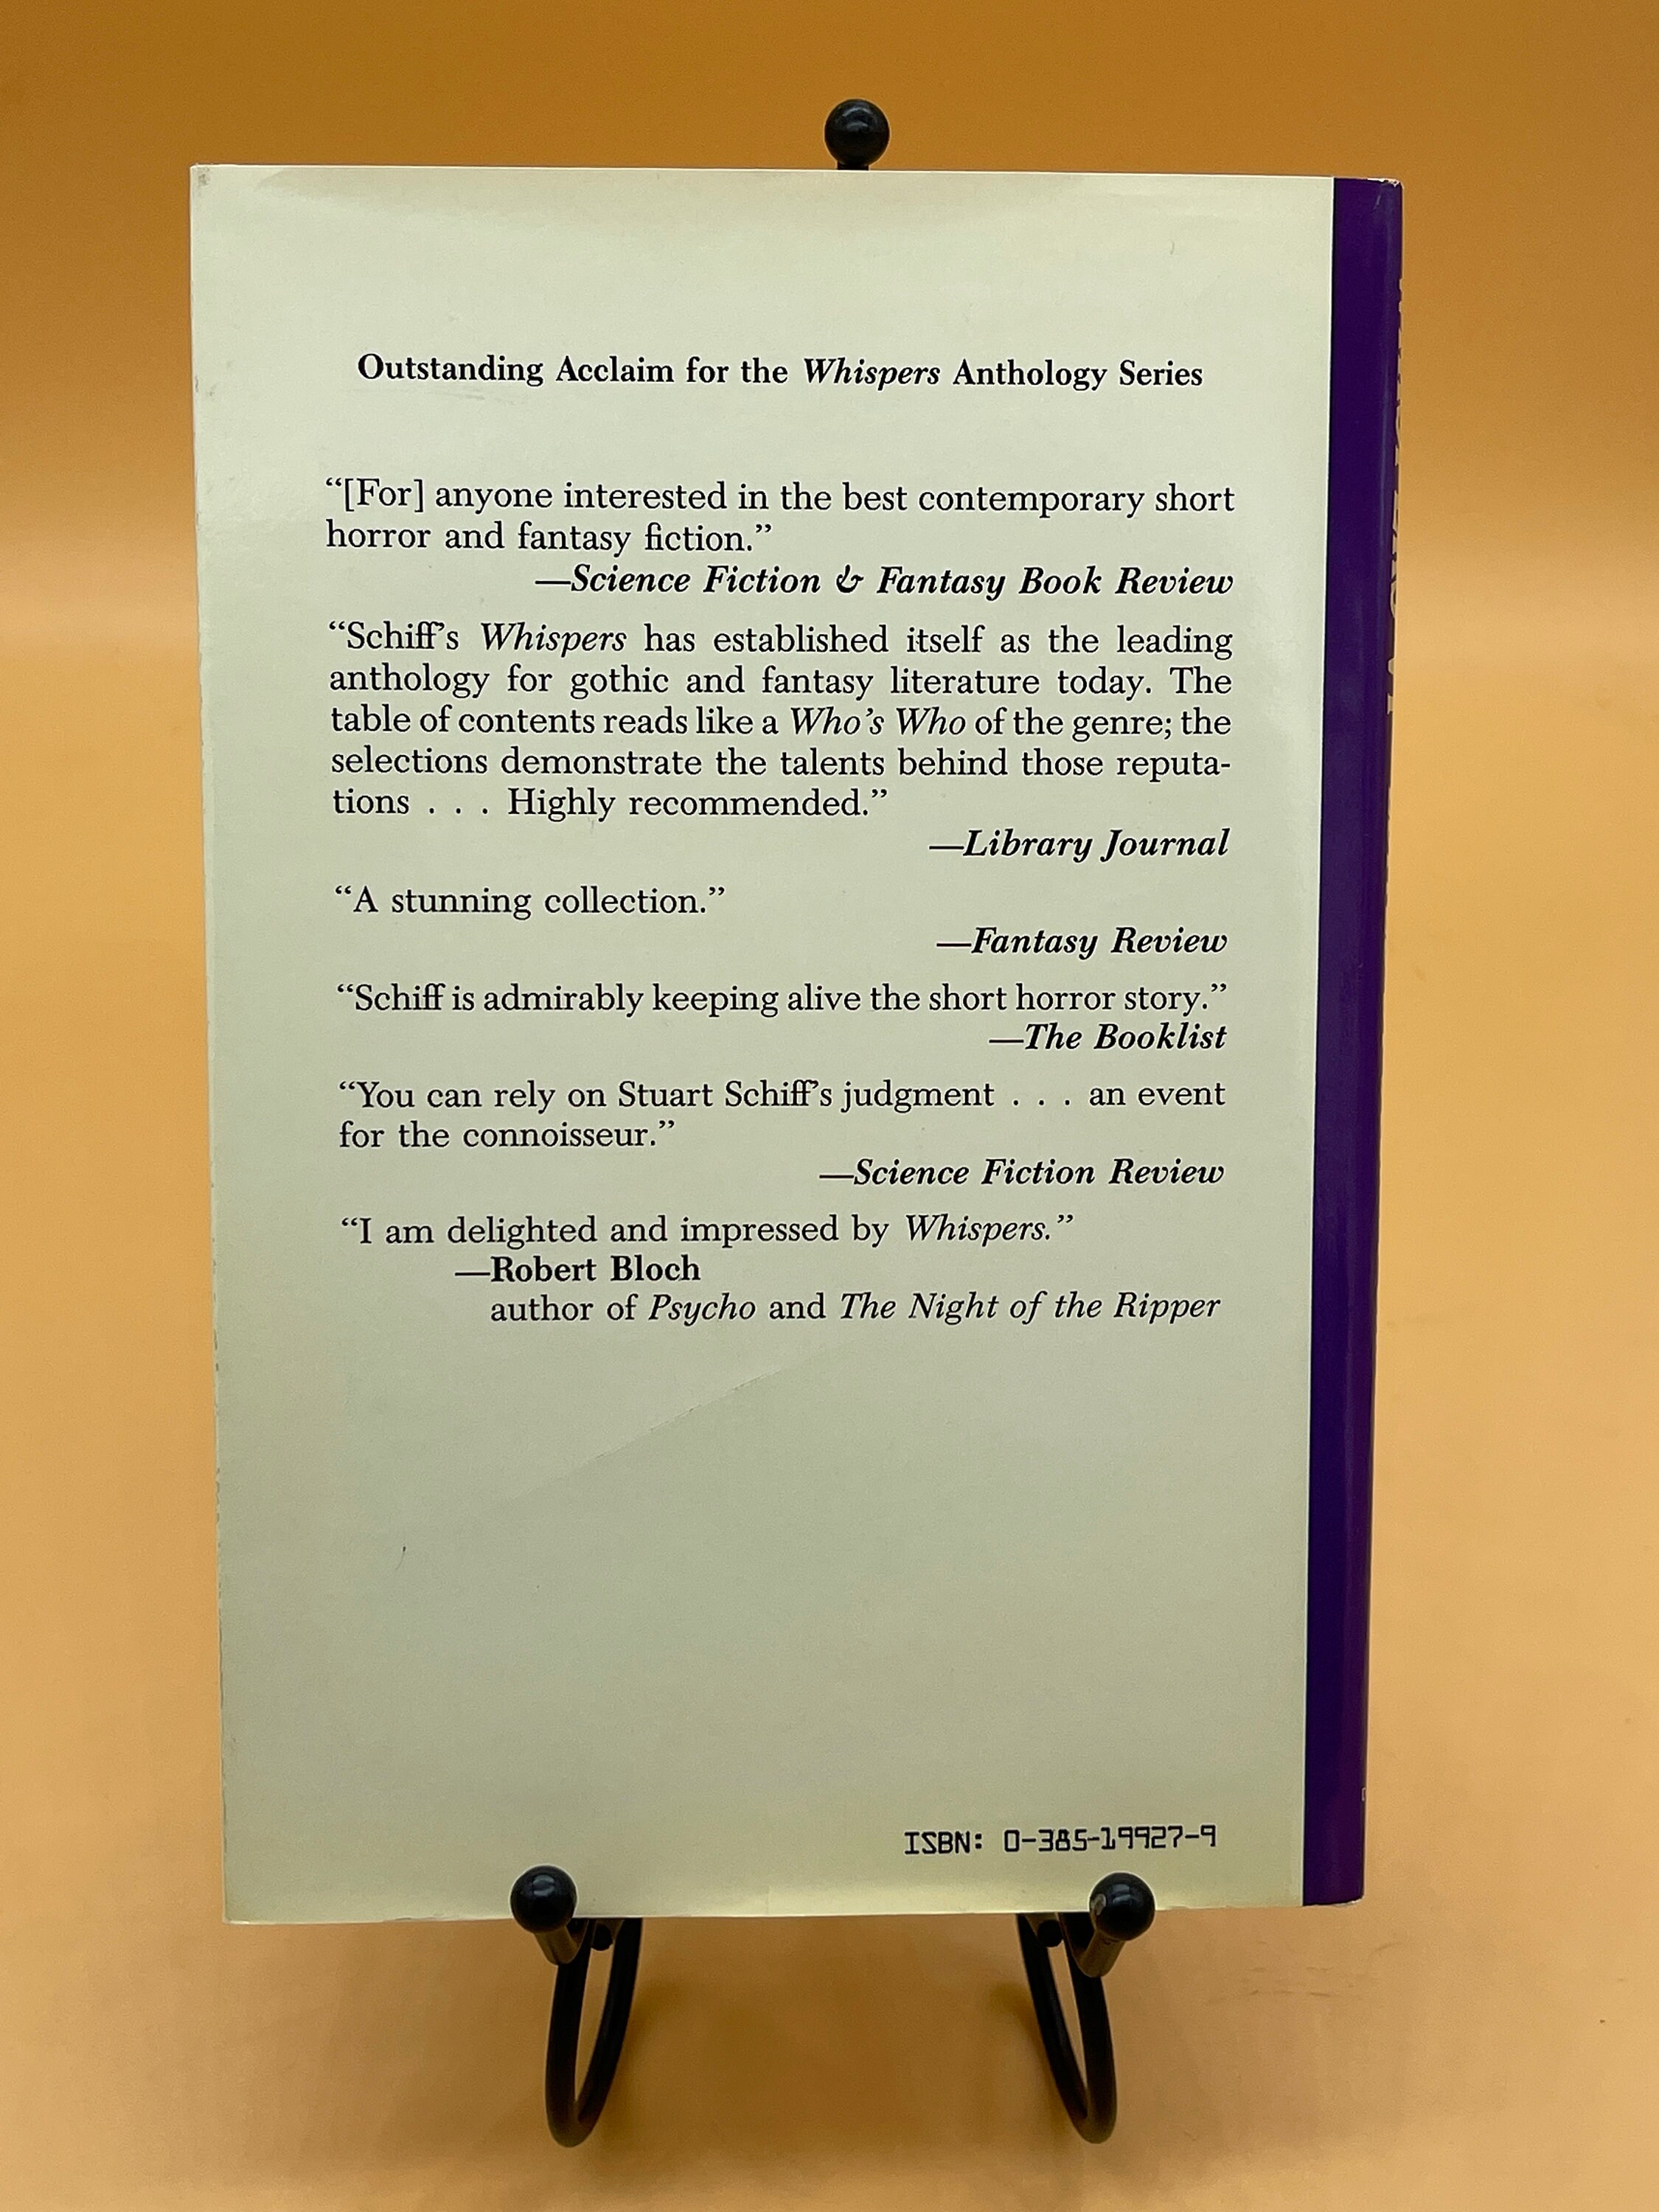 Outstanding Acclaim for the Whispers Anthology Series
“[For] anyone interested in the best contemporary short
horror and fantasy fiction.”
—Science Fiction & Fantasy Book Review
“Schiff’s Whispers has established itself as the leading
anthology for gothic and fantasy literature today. The
table of contents reads like a Who’s Who of the genre; the
selections demonstrate the talents behind those reputa-
tions . . . Highly recommended.”
—Library Journal
“A stunning collection.”
—Fantasy Review
“Schiff is admirably keeping alive the short horror story.”
—The Booklist
“You can rely on Stuart Schiff’s judgment . . . an event
for the connoisseur.”
—Science Fiction Review
“I am delighted and impressed by Whispers.”
—Robert Bloch
author of Psycho and The Night of the Ripper
ISBN: 0-385-19927-9